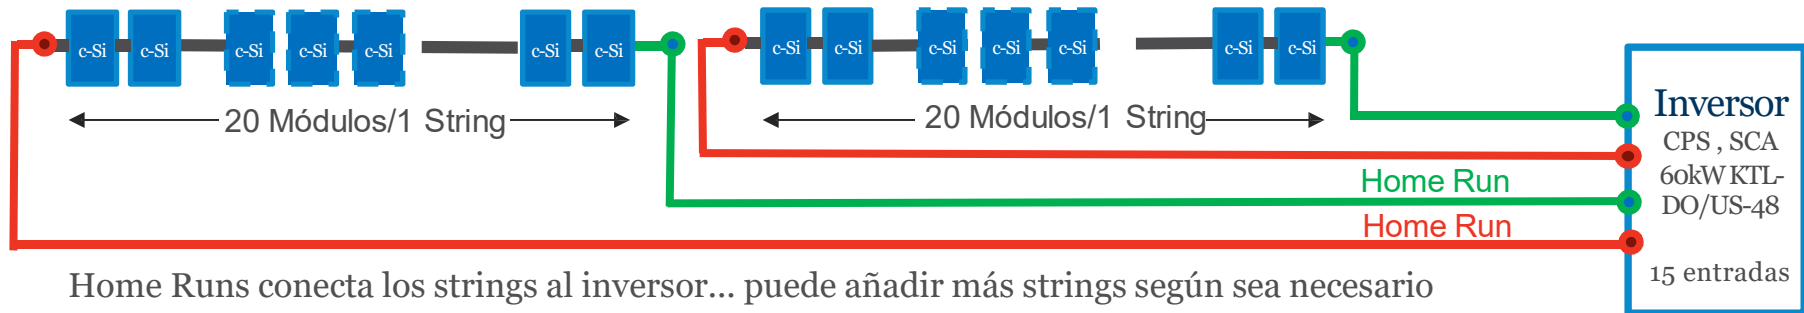 c-Si c-Si c-Si c-Si c-Si c-Si c-Si c-Si c-Si c-Si c-Si c-Si c-Si c-Si
20 Módulos/1 String 20 Módulos/1 String
Inversor
CPS , SCA
60kW KTL-
DO/US-48
15 entradas
Home Run
Home Run
Home Runs conecta los strings al inversor... puede añadir más strings según sea necesario